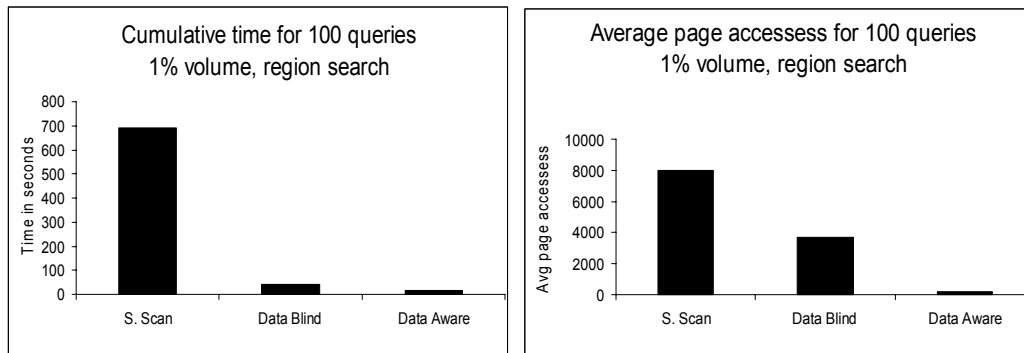 Cumulative time for 100 queries
1% volume, region search
Time in seconds
800
700
600
500
400
300
200
100
0
S. Scan
Data Blind
Data Aware
Average page accessess for 100 queries
1% volume, region search
Avg page accessess
10000
8000
6000
4000
2000
0
S. Scan
Data Blind
Data Aware